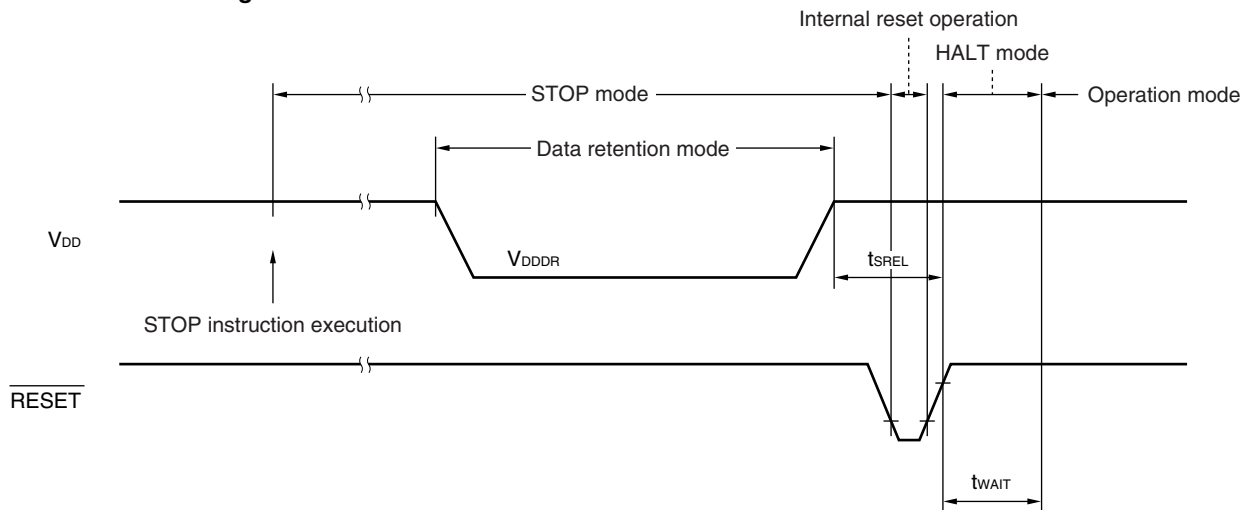 Internal reset operation
HALT mode
STOP mode
Operation mode
Data retention mode
VDD
VDDDR
tSREL
STOP instruction execution
RESET
tWAIT